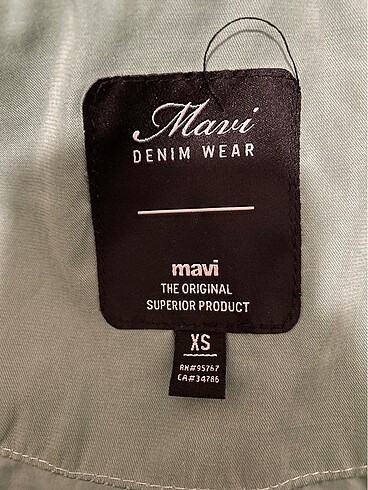 Mavi
DENIM WEAR
mavi
THE ORIGINAL
SUPERIOR PRODUCT
XS
RN#95767
CA#34786